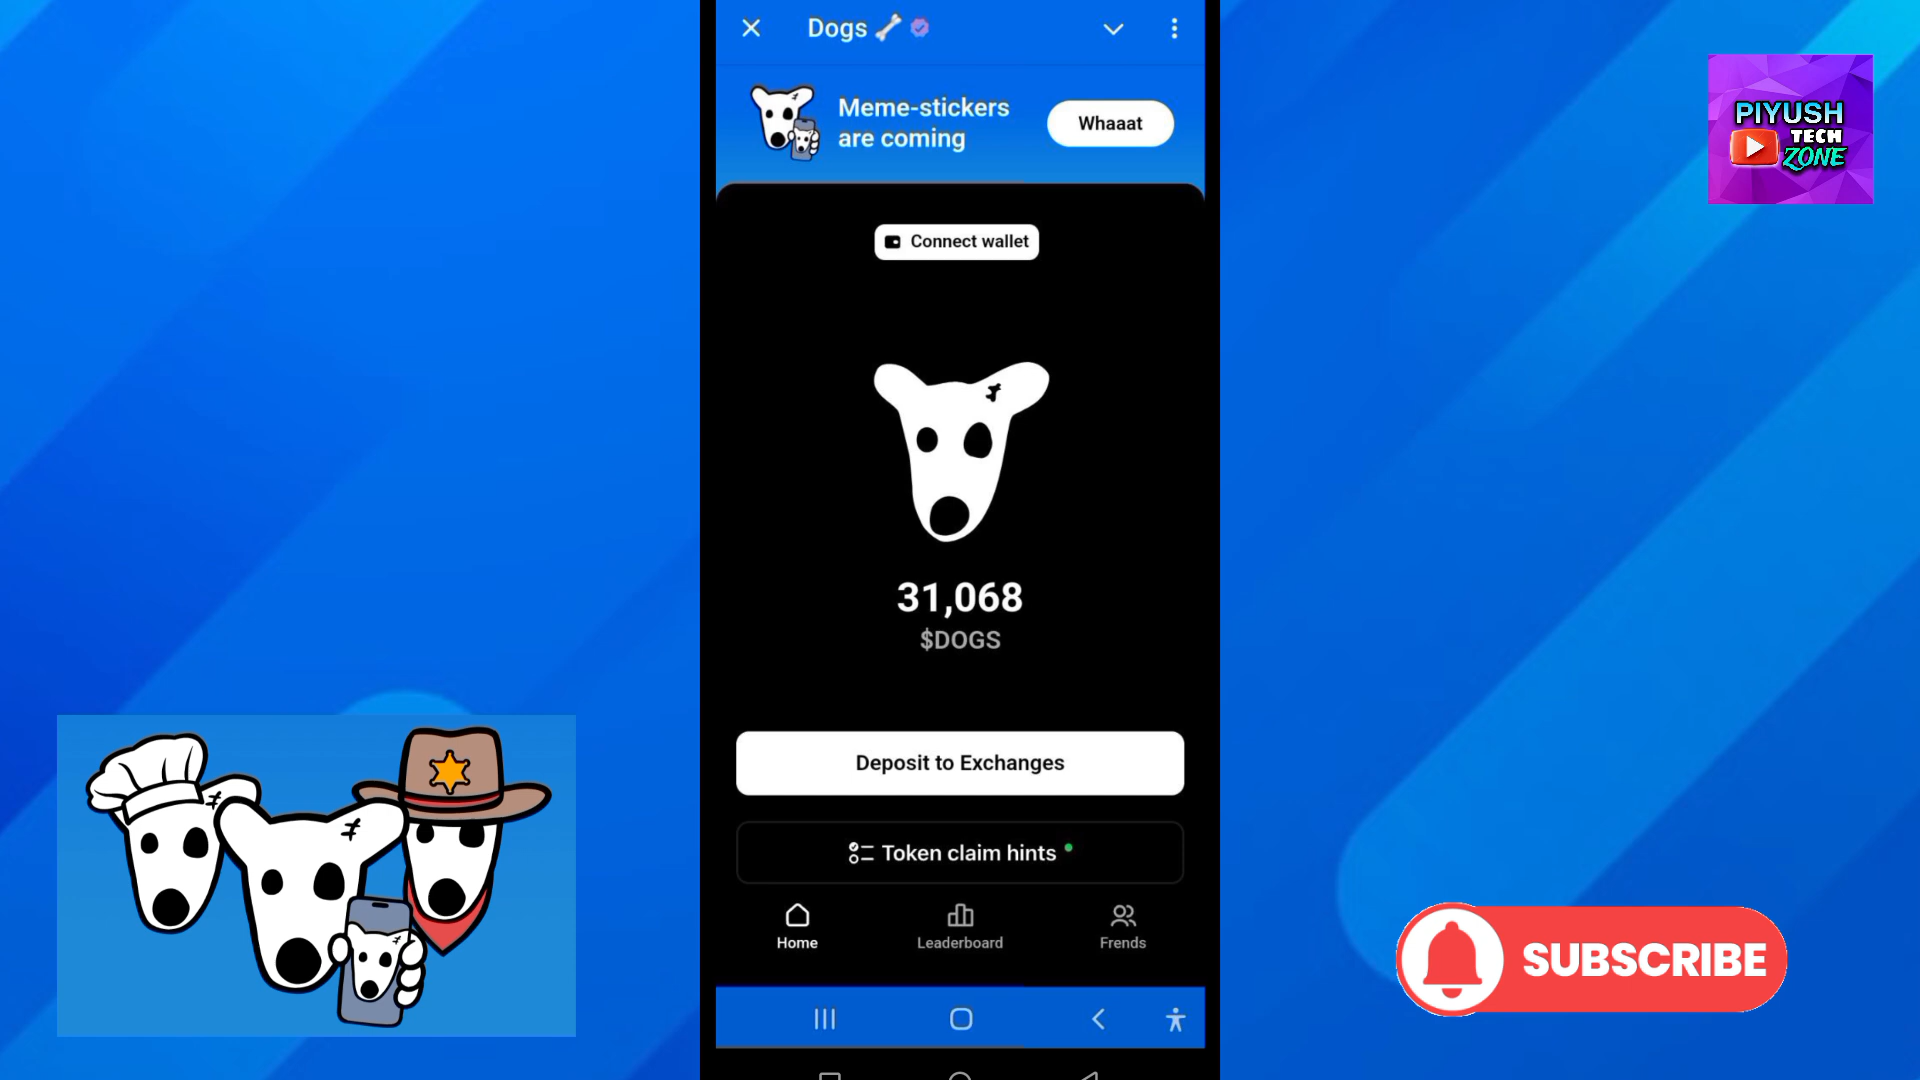 Dogs
Meme-stickers
are coming
Whaaat
Connect wallet
31,068
$DOGS
Deposit to Exchanges
Token claim hints
Home
Leaderboard
Frends
PIYUSH
TECH
ZONE
SUBSCRIBE